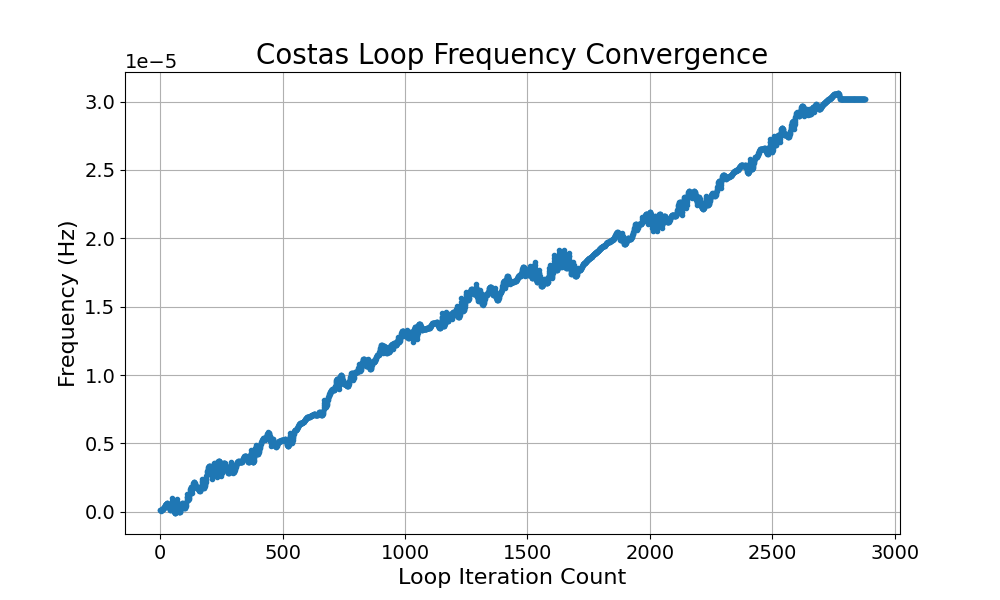 Costas Loop Frequency Convergence
1e−5
3.0
2.5
2.0
1.5
1.0
0.5
0.0
Frequency (Hz)
0 500 1000 1500 2000 2500 3000
Loop Iteration Count